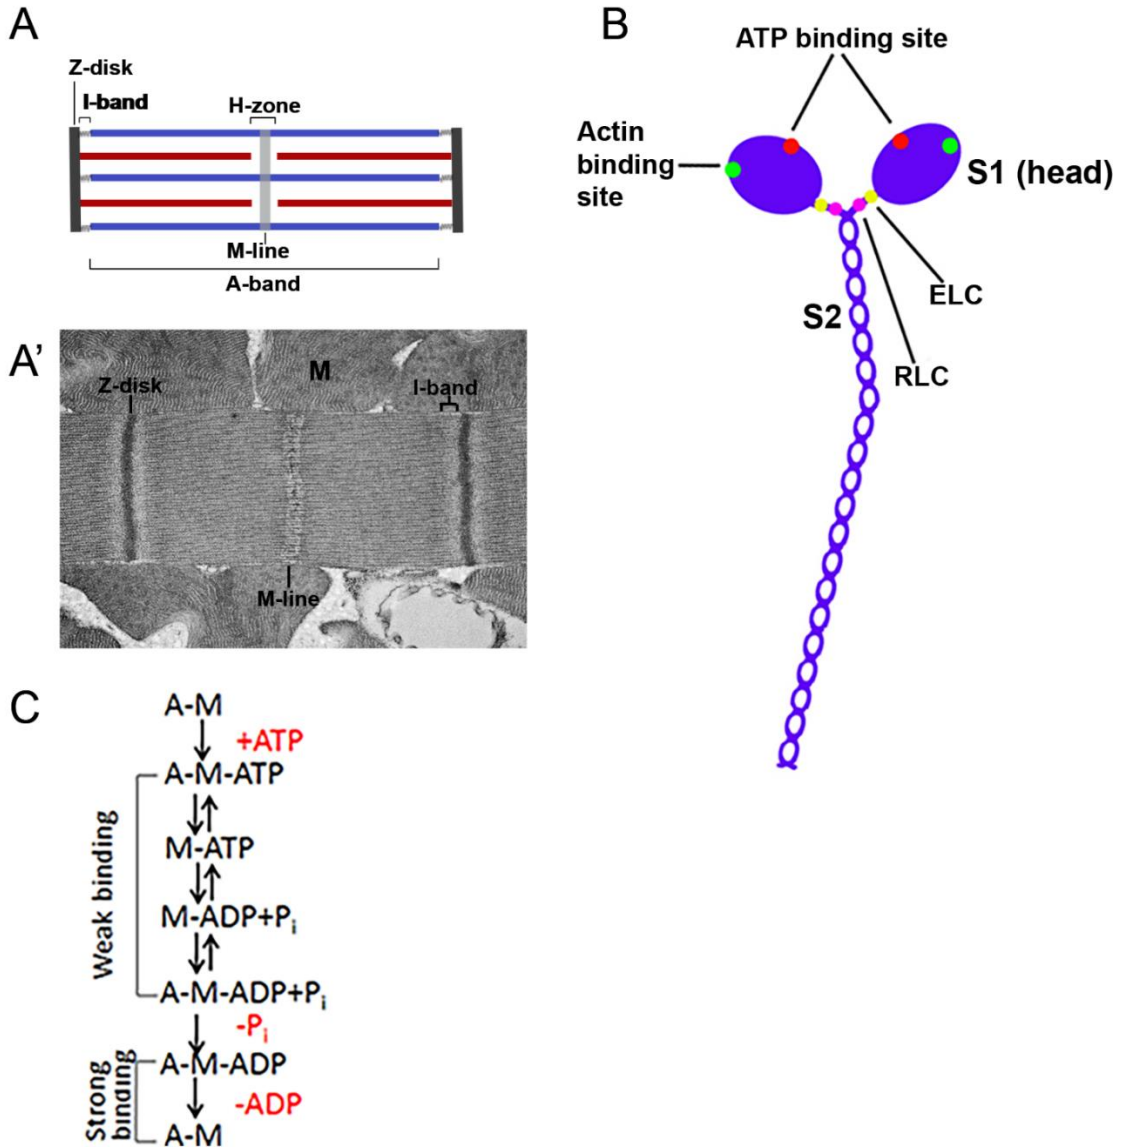 A
Z-disk
I-band
H-zone
M-line
A-band
B
ATP binding site
Actin
binding
site
S1 (head)
ELC
S2
RLC
A’
M
Z-disk
I-band
M-line
C
A-M
+ATP
A-M-ATP
M-ATP
M-ADP+Pi
A-M-ADP+Pi
-Pi
A-M-ADP
-ADP
A-M
Weak binding
Strong
binding